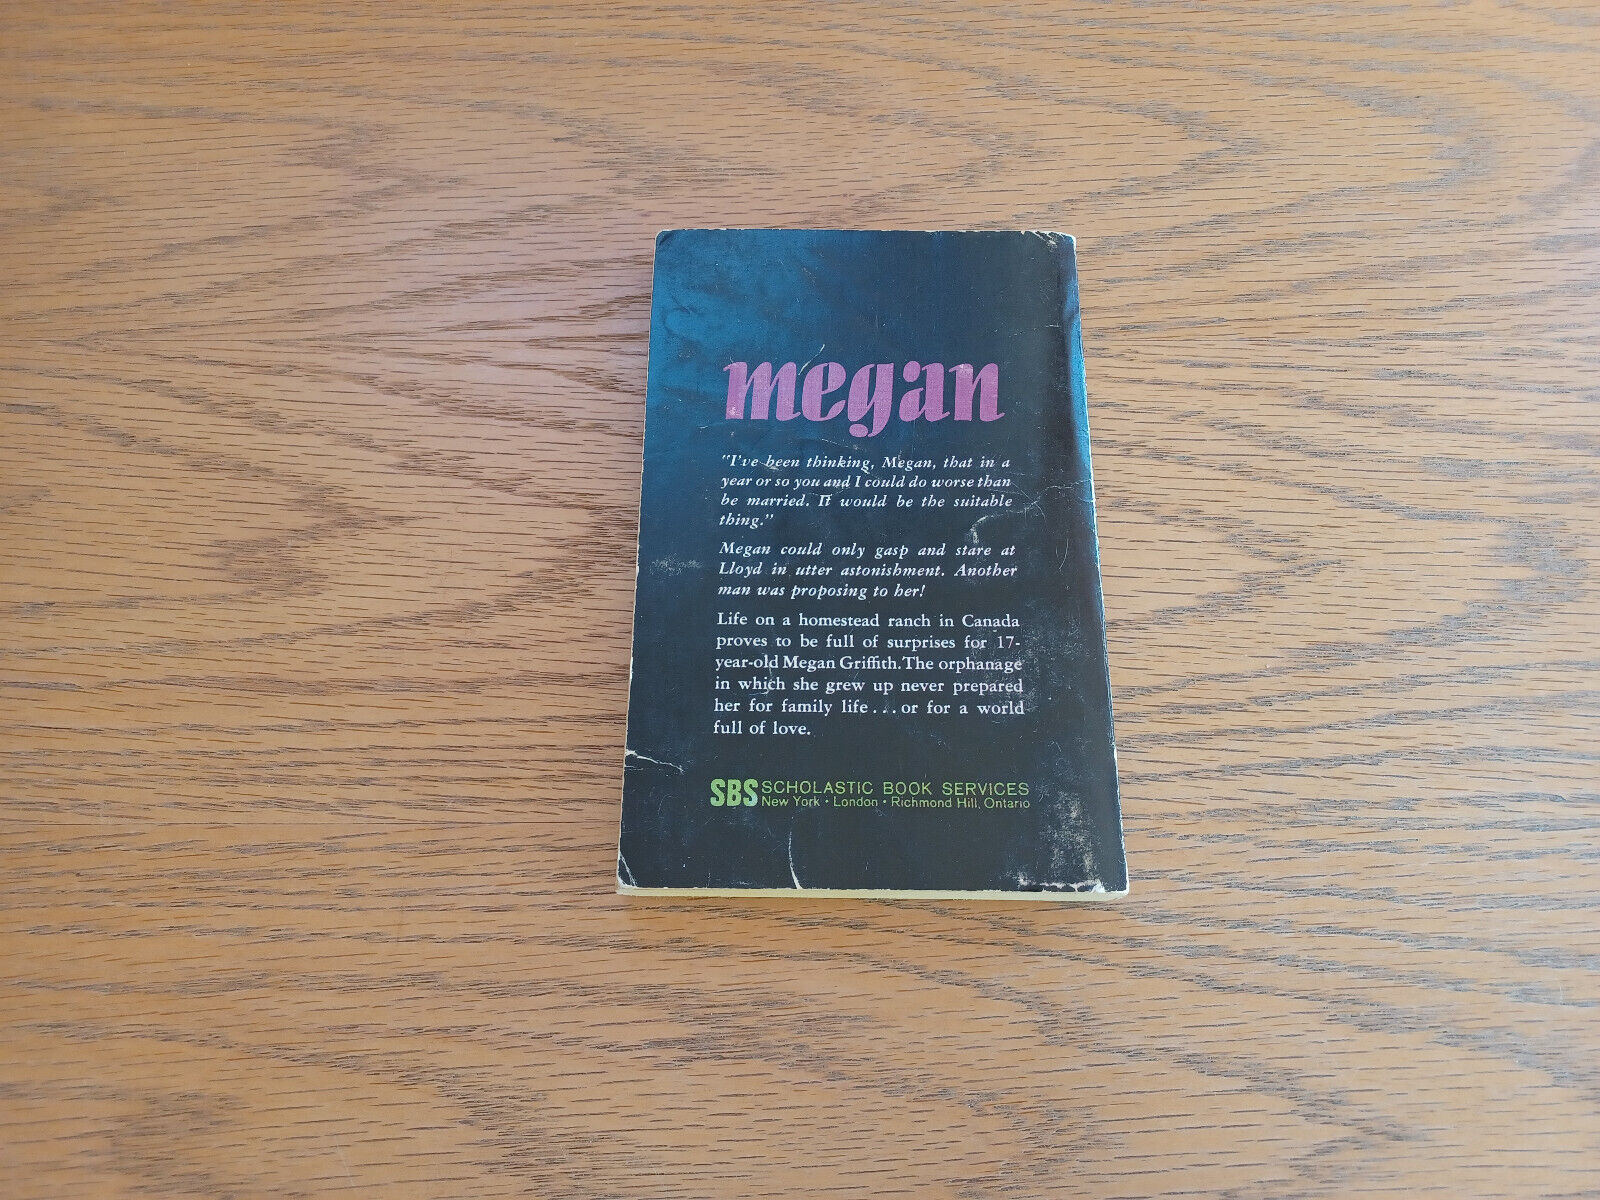 megan
"I've been thinking, Megan, that in a
year or so you and I could do worse than
be married. It would be the suitable
thing."
Megan could only gasp and stare at
Lloyd in utter astonishment. Another
man was proposing to her!
Life on a homestead ranch in Canada
proves to be full of surprises for 17-
year-old Megan Griffith. The orphanage
in which she grew up never prepared
her for family life . . . or for a world
full of love.
SBS SCHOLASTIC BOOK SERVICES
New York • London • Richmond Hill, Ontario